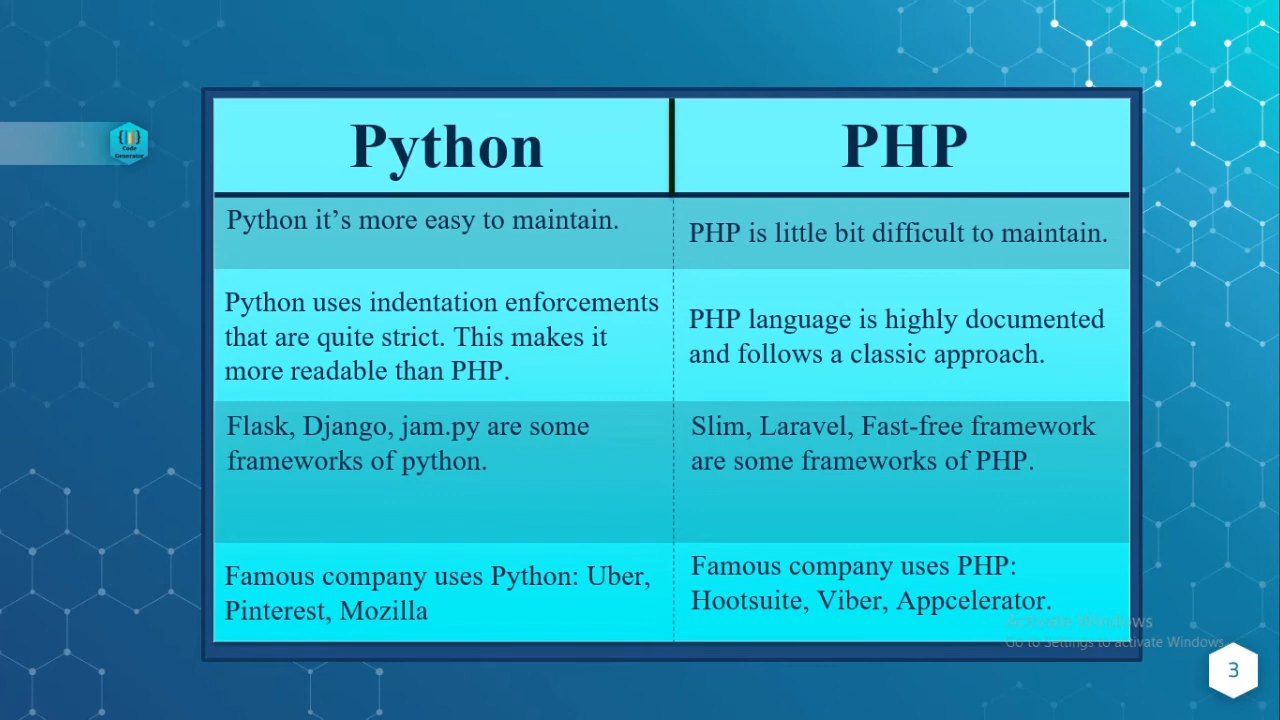 Python
PHP
{ }
Code
Generator
Python it’s more easy to maintain.
PHP is little bit difficult to maintain.
Python uses indentation enforcements
that are quite strict. This makes it
more readable than PHP.
PHP language is highly documented
and follows a classic approach.
Flask, Django, jam.py are some
frameworks of python.
Slim, Laravel, Fast-free framework
are some frameworks of PHP.
Famous company uses Python: Uber,
Pinterest, Mozilla
Famous company uses PHP:
Hootsuite, Viber, Appcelerator.
Activate Windows
Go to Settings to activate Windows.
3